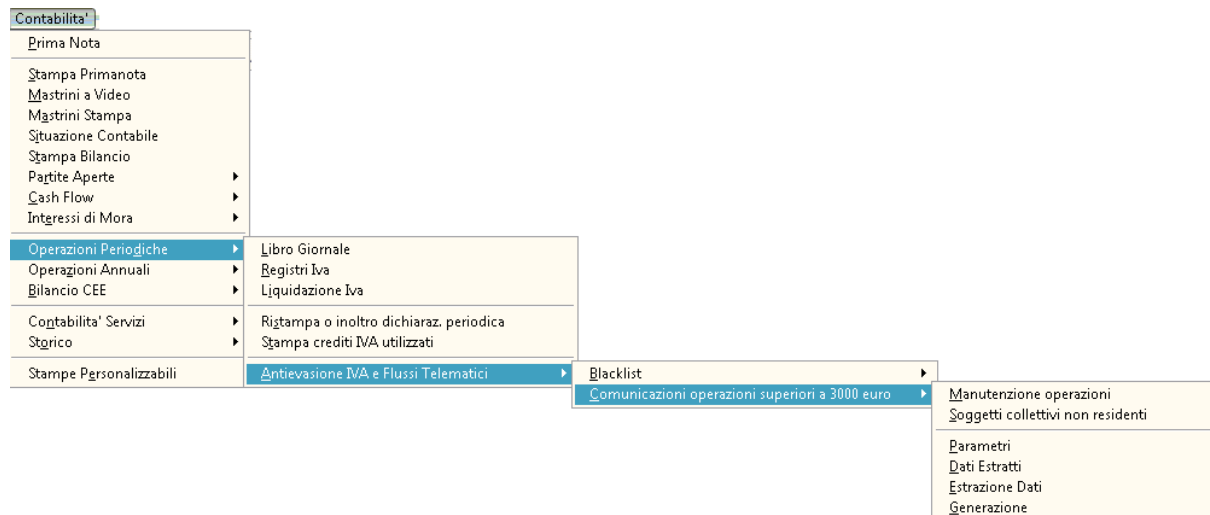 Contabilita'
Prima Nota
Stampa Primanota
Mastrini a Video
Mastrini Stampa
Situazione Contabile
Stampa Bilancio
Partite Aperte
Cash Flow
Interessi di Mora
Operazioni Periodiche
Operazioni Annuali
Bilancio CEE
Contabilita' Servizi
Storico
Stampe Personalizzabili
Libro Giornale
Registri Iva
Liquidazione Iva
Ristampa o inoltro dichiaraz. periodica
Stampa crediti IVA utilizzati
Antievasione IVA e Flussi Telematici
Blacklist
Comunicazioni operazioni superiori a 3000 euro
Manutenzione operazioni
Soggetti collettivi non residenti
Parametri
Dati Estratti
Estrazione Dati
Generazione